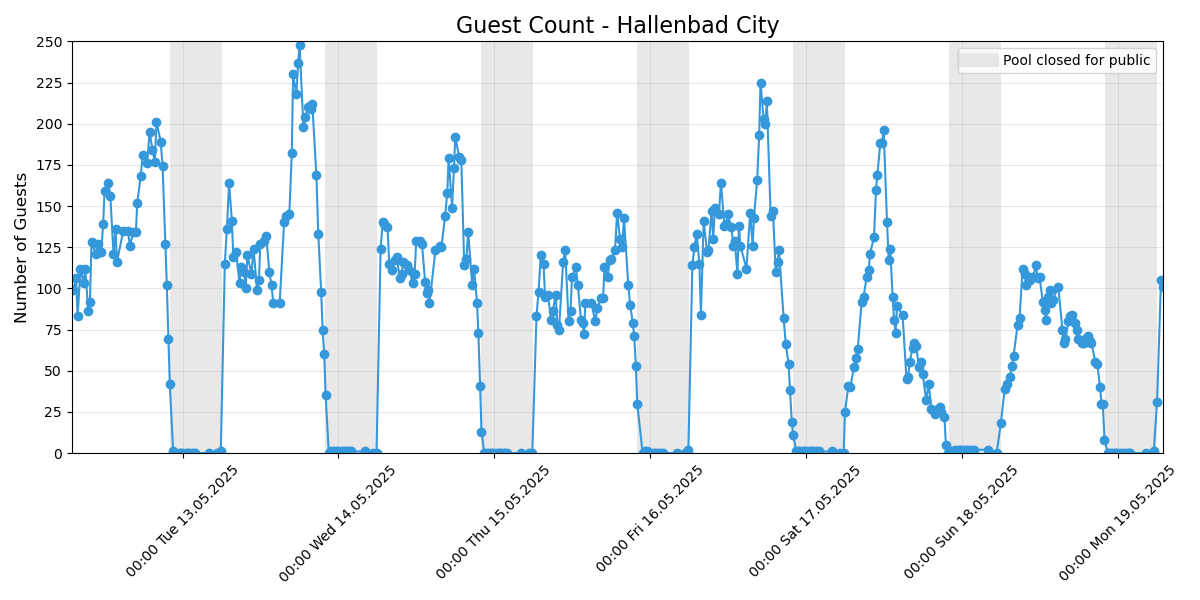 Guest Count - Hallenbad City
Number of Guests
250
225
200
175
150
125
100
75
50
25
0
Pool closed for public
00:00 Tue 13.05.2025
00:00 Wed 14.05.2025
00:00 Thu 15.05.2025
00:00 Fri 16.05.2025
00:00 Sat 17.05.2025
00:00 Sun 18.05.2025
00:00 Mon 19.05.2025